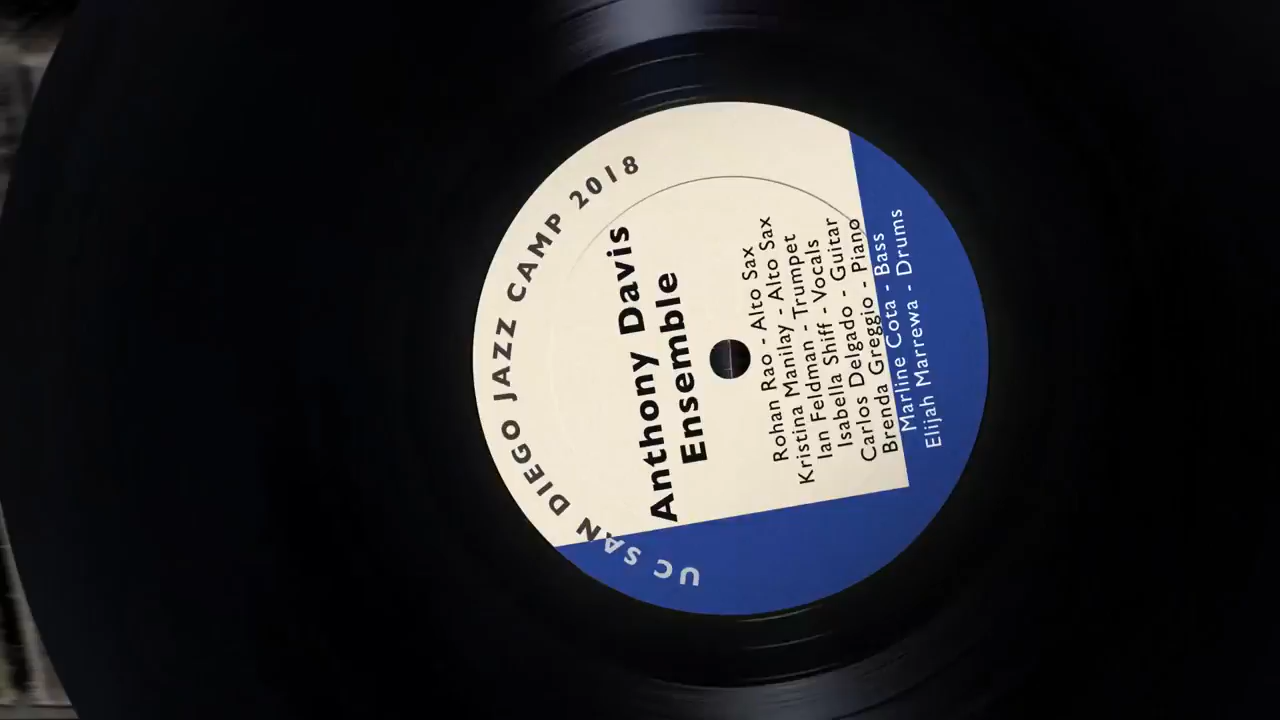 UC SAN DIEGO JAZZ CAMP 2018
Anthony Davis
Ensemble
Rohan Rao - Alto Sax
Kristina Manilay - Alto Sax
Ian Feldman - Trumpet
Isabella Shiff - Vocals
Carlos Delgado - Guitar
Brenda Greggio - Piano
Marline Cota - Bass
Elijah Marrewa - Drums